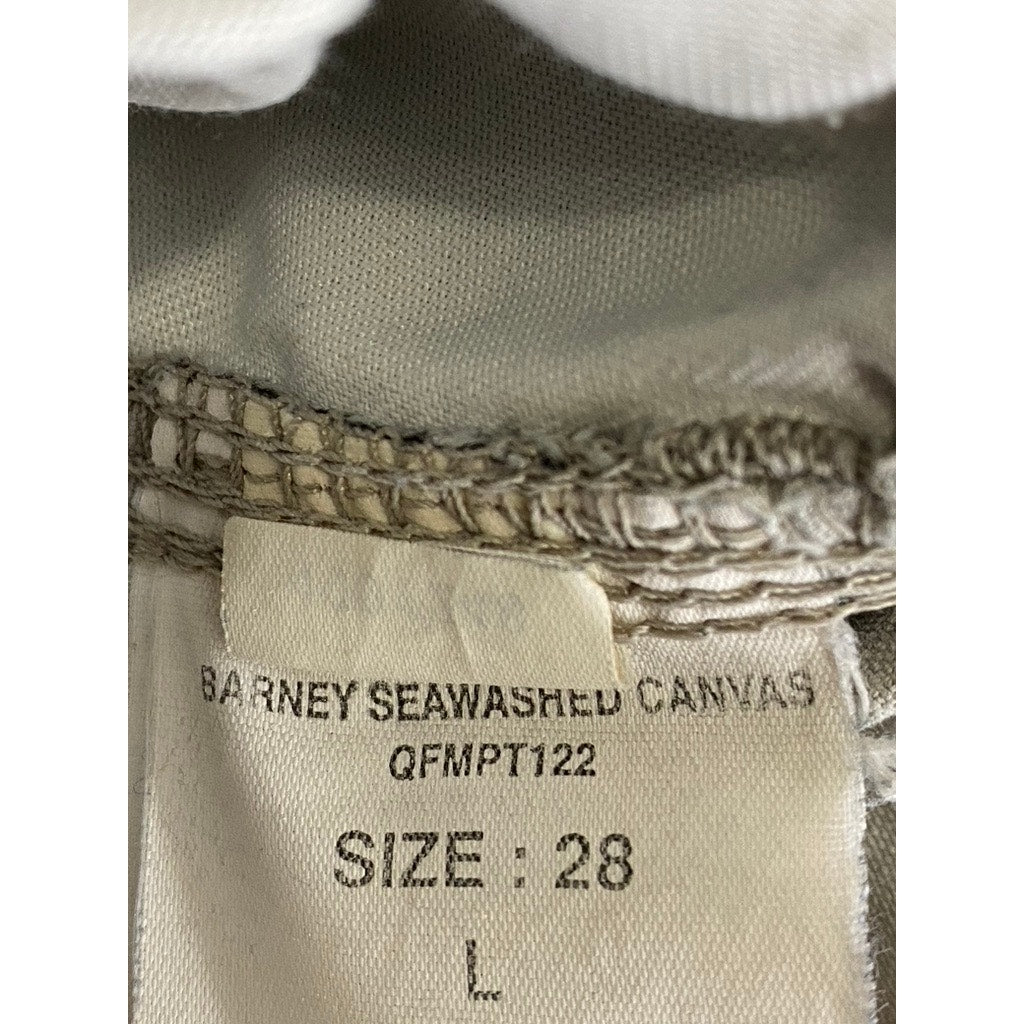 BARNEY SEAWASHED CANVAS
QFMPT122
SIZE : 28
L